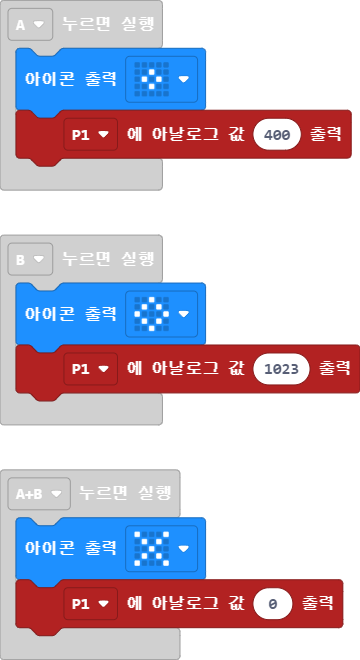 A 누르면 실행
아이콘 출력
P1 에 아날로그 값 400 출력
B 누르면 실행
아이콘 출력
P1 에 아날로그 값 1023 출력
A+B 누르면 실행
아이콘 출력
P1 에 아날로그 값 0 출력